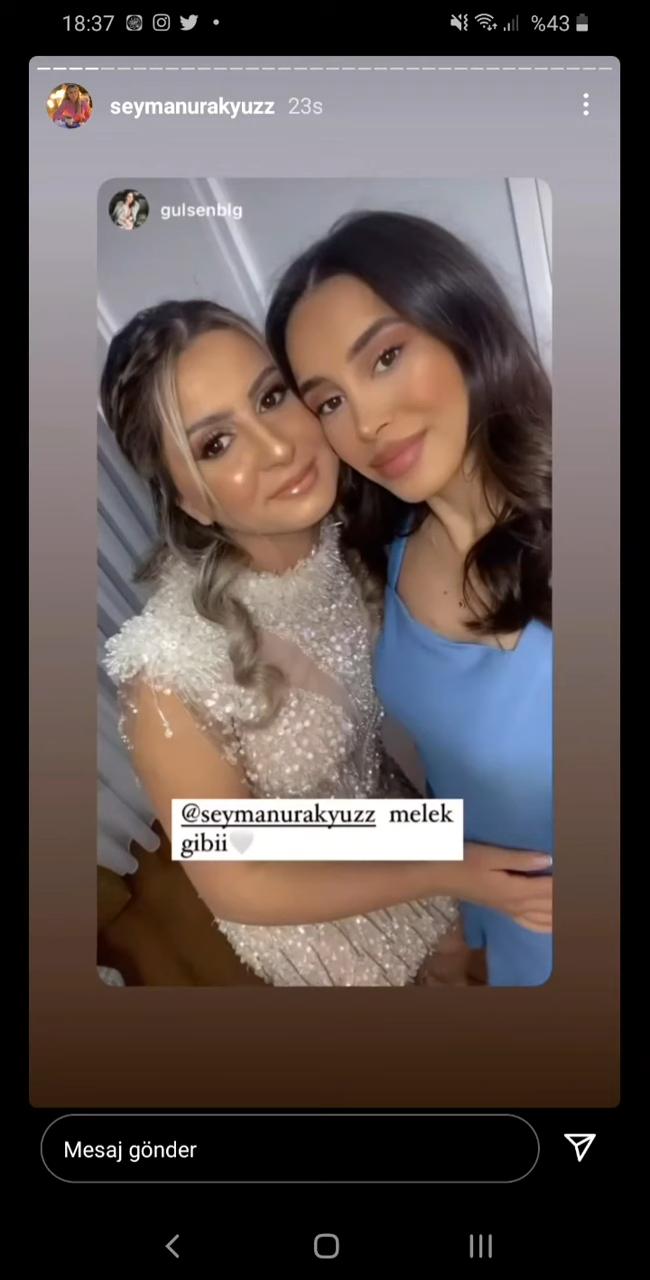 18:37 %43
seymanurakyuzz 23s
gulsenblg
@seymanurakyuzz melek
gibii🤍
Mesaj gönder